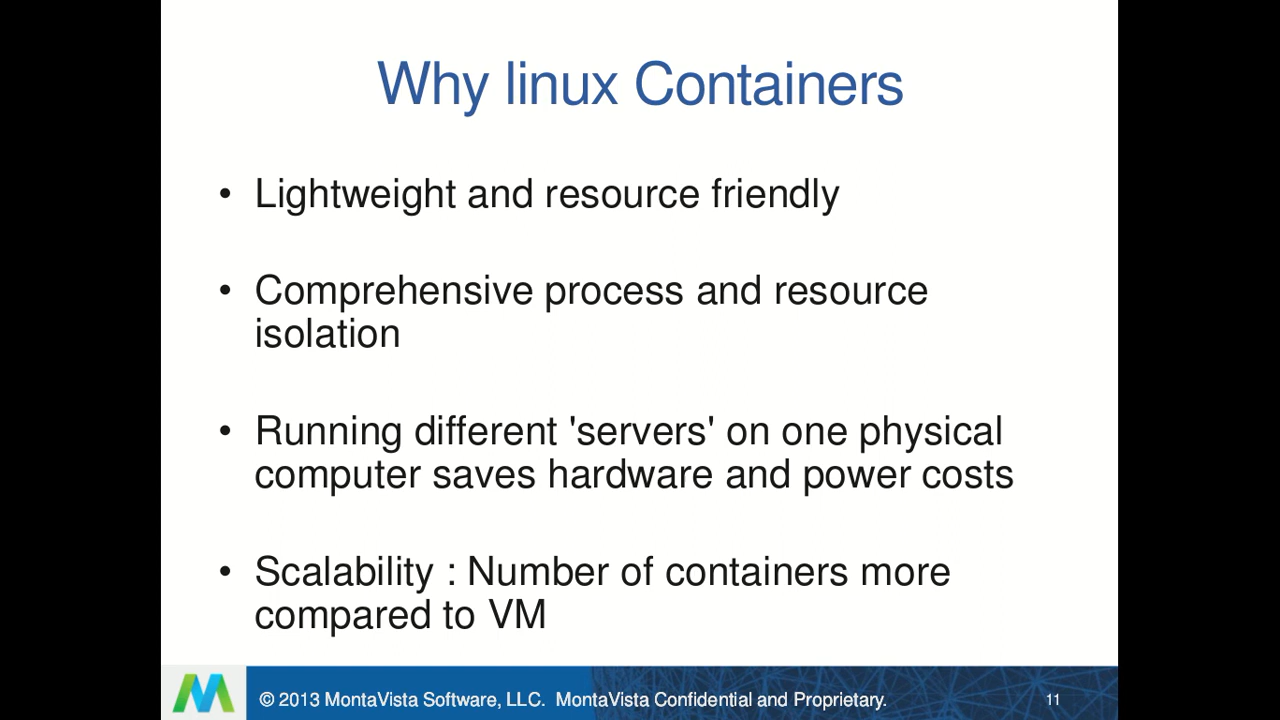 Why linux Containers
• Lightweight and resource friendly
• Comprehensive process and resource
isolation
• Running different 'servers' on one physical
computer saves hardware and power costs
• Scalability : Number of containers more
compared to VM
© 2013 MontaVista Software, LLC. MontaVista Confidential and Proprietary.
11